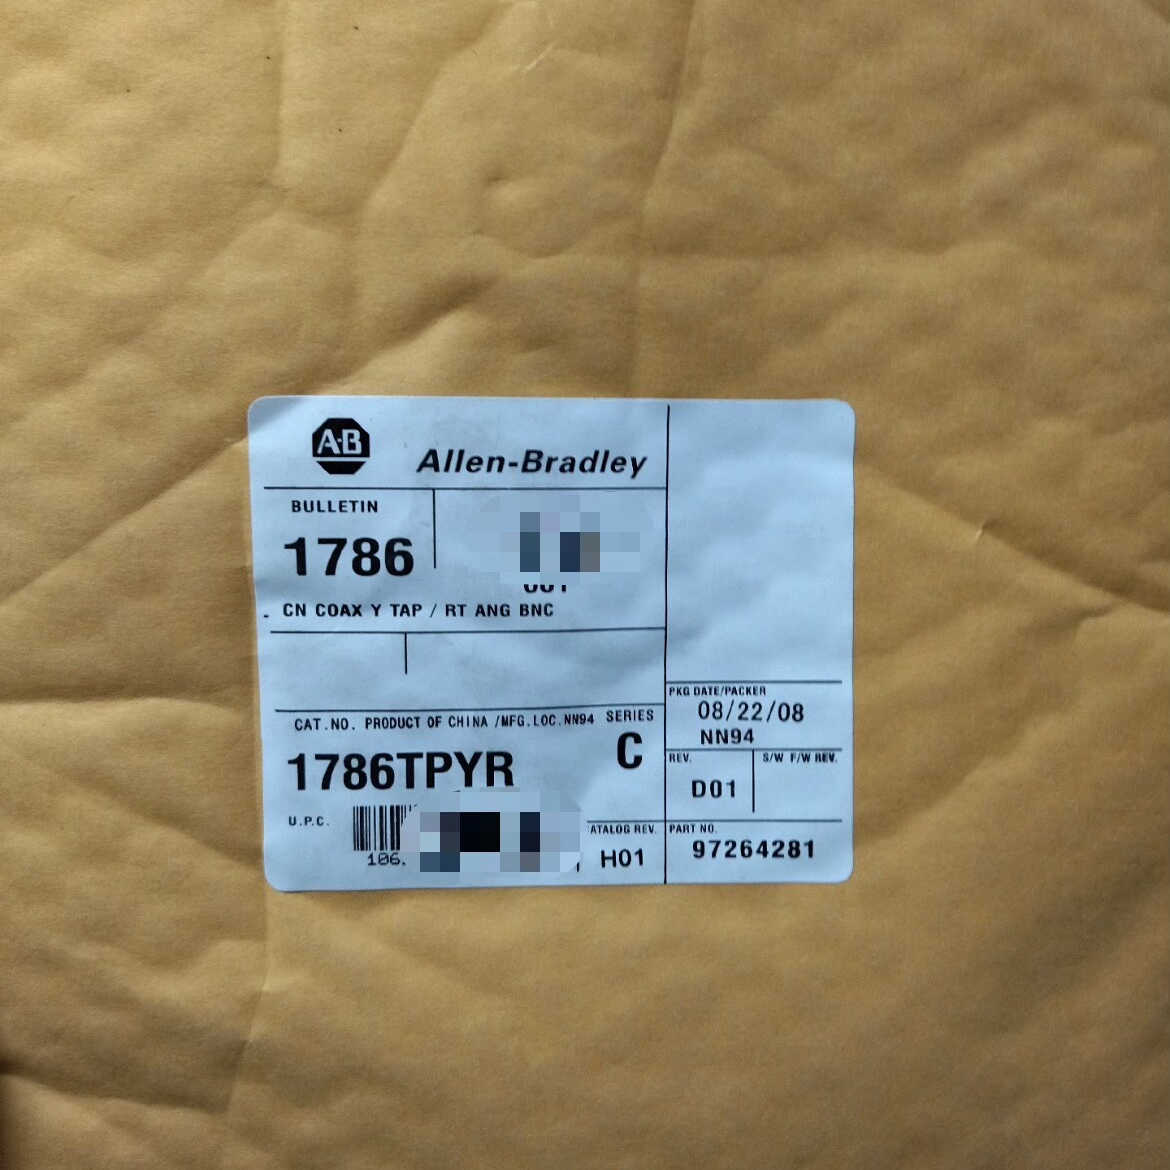 A-B
Allen-Bradley
BULLETIN
1786
CN COAX Y TAP / RT ANG BNC
CAT.NO. PRODUCT OF CHINA /MFG.LOC.NN94 SERIES
1786TPYR C
U.P.C.
106.
ATALOG REV.
H01
PKG DATE/PACKER
08/22/08
NN94
REV. S/W F/W REV.
D01
PART NO.
97264281